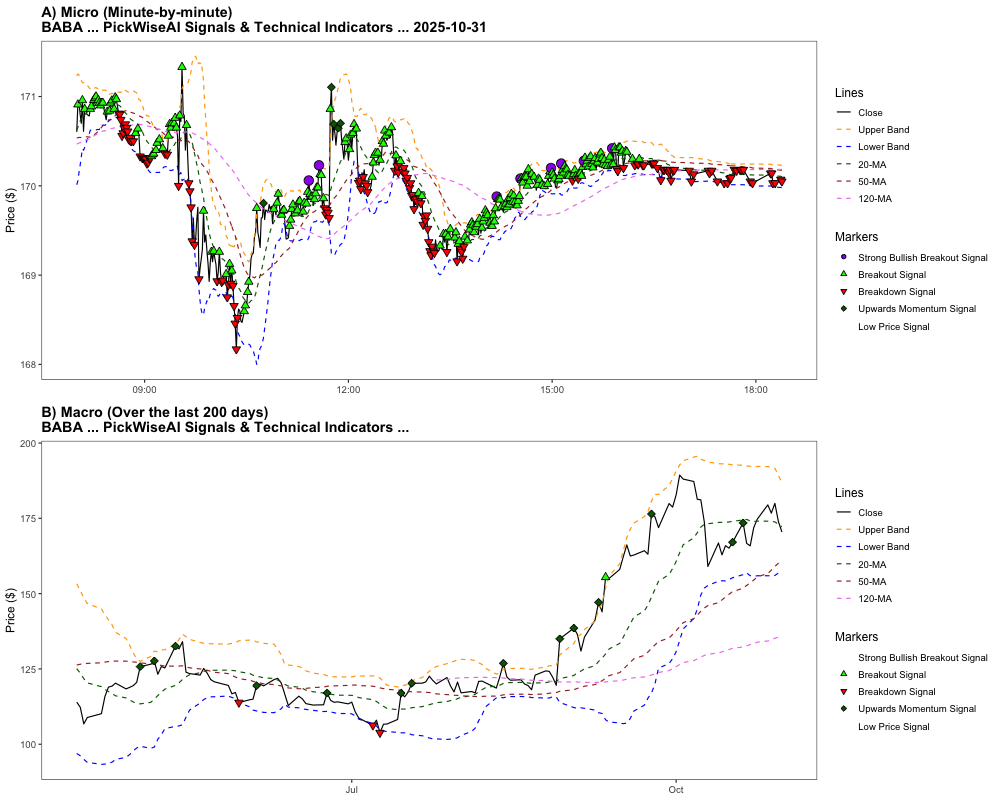 A) Micro (Minute-by-minute)
BABA ... PickWiseAI Signals & Technical Indicators ... 2025-10-31
Price ($)
171
170
169
168
09:00
12:00
15:00
18:00
Lines
Close
Upper Band
Lower Band
20-MA
50-MA
120-MA
Markers
Strong Bullish Breakout Signal
Breakout Signal
Breakdown Signal
Upwards Momentum Signal
Low Price Signal
B) Macro (Over the last 200 days)
BABA ... PickWiseAI Signals & Technical Indicators ...
Price ($)
200
175
150
125
100
Jul
Oct
Lines
Close
Upper Band
Lower Band
20-MA
50-MA
120-MA
Markers
Strong Bullish Breakout Signal
Breakout Signal
Breakdown Signal
Upwards Momentum Signal
Low Price Signal